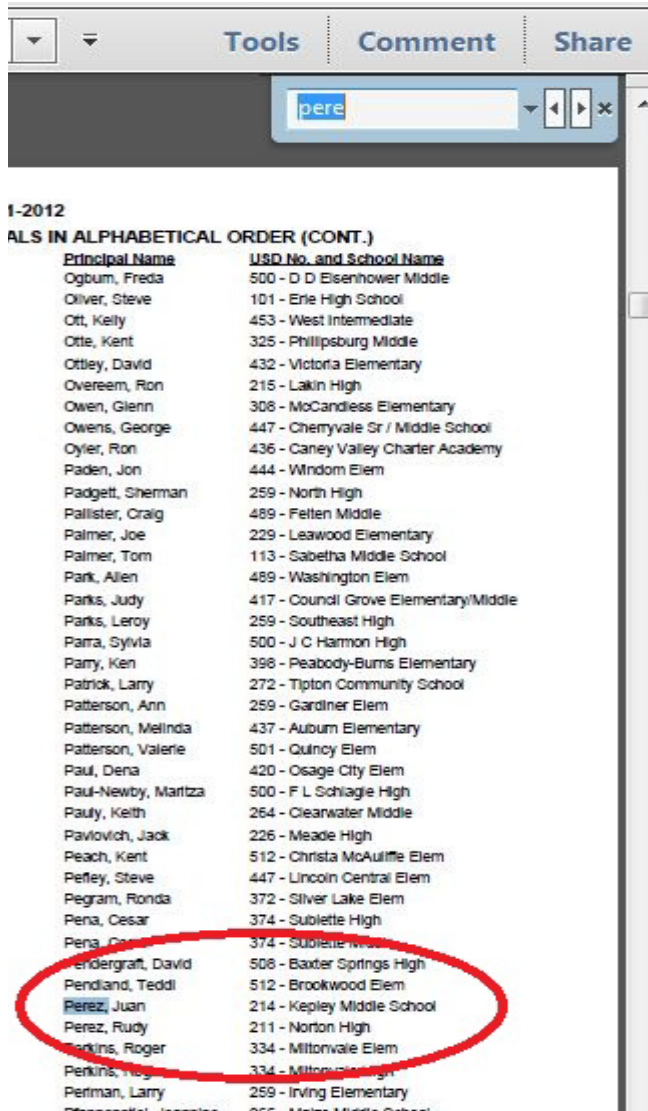 Tools Comment Share
pere
1-2012
ALS IN ALPHABETICAL ORDER (CONT.)
Principal Name USD No. and School Name
Ogburn, Freda 500 - D D Eisenhower Middle
Oliver, Steve 101 - Erie High School
Ott, Kelly 453 - West Intermediate
Otte, Kent 325 - Phillipsburg Middle
Ottley, David 432 - Victoria Elementary
Overeem, Ron 215 - Lakin High
Owen, Glenn 308 - McCandless Elementary
Owens, George 447 - Cherryvale Sr / Middle School
Oyler, Ron 436 - Caney Valley Charter Academy
Paden, Jon 444 - Windom Elem
Padgett, Sherman 259 - North High
Pallister, Craig 489 - Felten Middle
Palmer, Joe 229 - Leawood Elementary
Palmer, Tom 113 - Sabetha Middle School
Park, Allen 489 - Washington Elem
Parks, Judy 417 - Council Grove Elementary/Middle
Parks, Leroy 259 - Southeast High
Parra, Sylvia 500 - J C Harmon High
Parry, Ken 398 - Peabody-Burns Elementary
Patrick, Larry 272 - Tipton Community School
Patterson, Ann 259 - Gardiner Elem
Patterson, Melinda 437 - Auburn Elementary
Patterson, Valerie 501 - Quincy Elem
Paul, Dena 420 - Osage City Elem
Paul-Newby, Maritza 500 - F L Schlagle High
Pauly, Keith 264 - Clearwater Middle
Pavlovich, Jack 226 - Meade High
Peach, Kent 512 - Christa McAuliffe Elem
Pefley, Steve 447 - Lincoln Central Elem
Pegram, Ronda 372 - Silver Lake Elem
Pena, Cesar 374 - Sublette High
Pena, 374 - Sublette
Pendergraft, David 508 - Baxter Springs High
Pendland, Teddi 512 - Brookwood Elem
Perez, Juan 214 - Kepley Middle School
Perez, Rudy 211 - Norton High
Perkins, Roger 334 - Miltonvale Elem
Perkins, 334 - Miltonvale
Perlman, Larry 259 - Irving Elementary